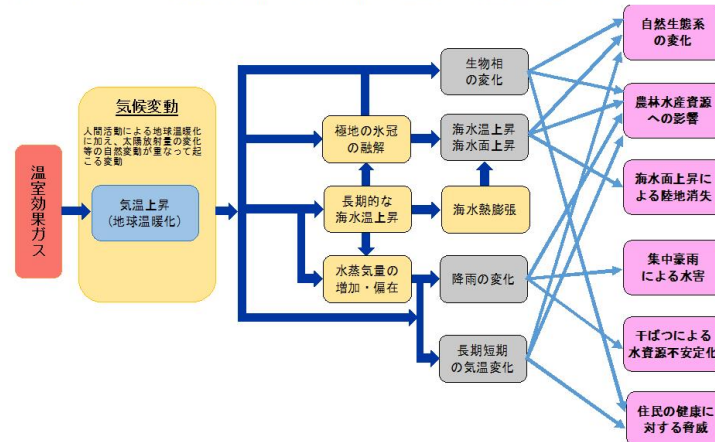 温室効果ガス
気候変動
人間活動による地球温暖化
に加え、太陽放射量の変化
等の自然変動が重なって起
こる変動
気温上昇
(地球温暖化)
極地の氷冠
の融解
長期的な
海水温上昇
水蒸気量の
増加・偏在
海水熱膨張
生物相
の変化
海水温上昇
海水面上昇
降雨の変化
長期短期
の気温変化
自然生態系
の変化
農林水産資源
への影響
海水面上昇に
よる陸地消失
集中豪雨
による水害
干ばつによる
水資源不安定化
住民の健康に
対する脅威